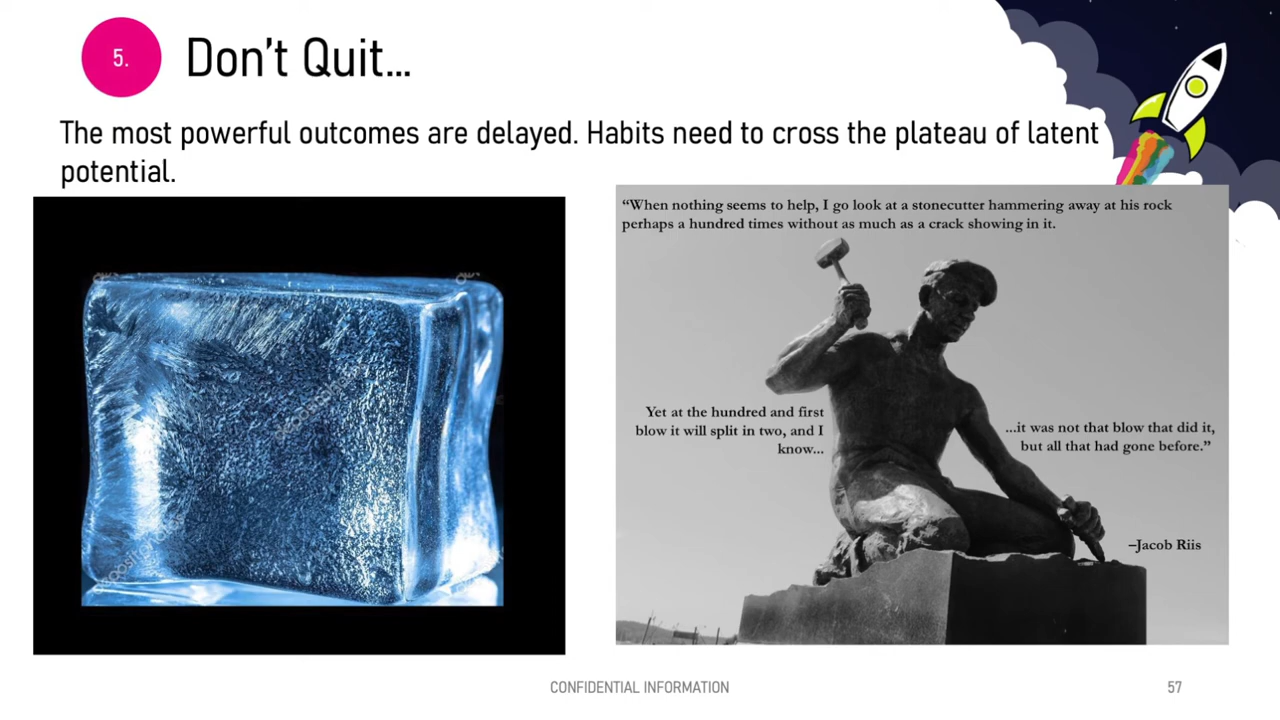 5.
Don't Quit...
The most powerful outcomes are delayed. Habits need to cross the plateau of latent
potential.
“When nothing seems to help, I go look at a stonecutter hammering away at his rock
perhaps a hundred times without as much as a crack showing in it.
Yet at the hundred and first
blow it will split in two, and I
know...
...it was not that blow that did it,
but all that had gone before.”
–Jacob Riis
depositphotos
CONFIDENTIAL INFORMATION
57